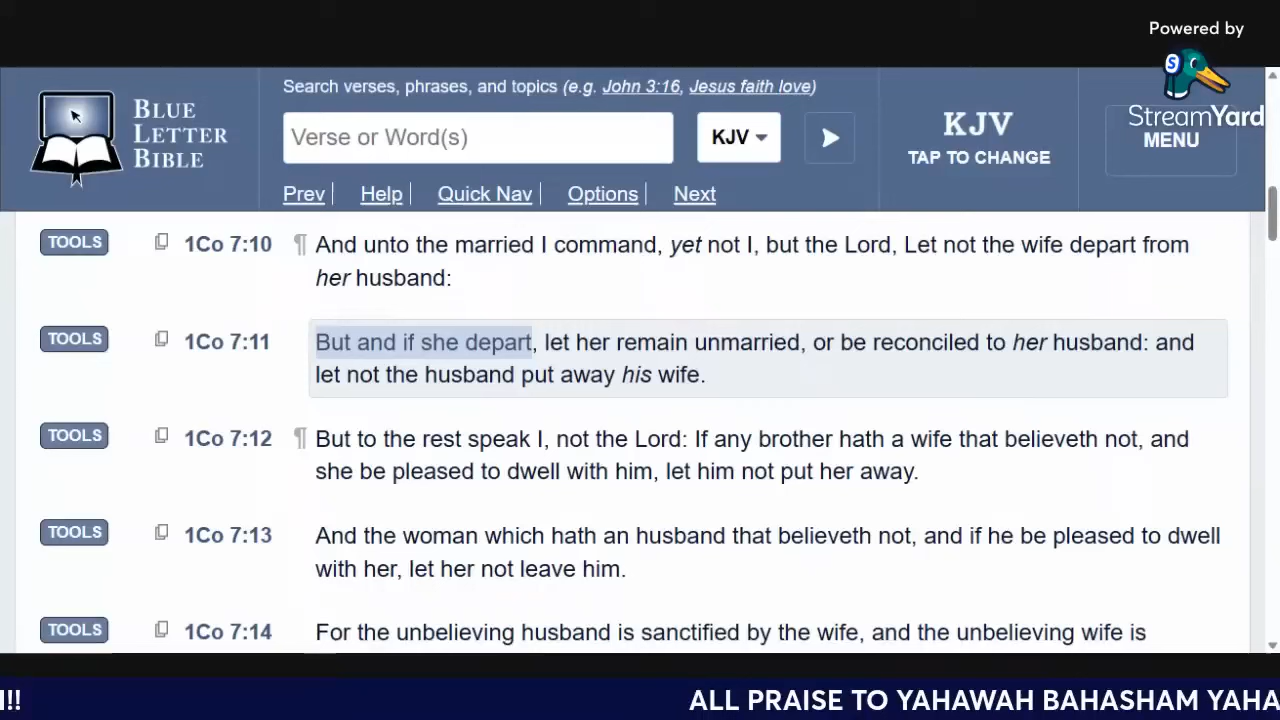 Powered by
StreamYard
BLUE
LETTER
BIBLE
Search verses, phrases, and topics (e.g. John 3:16, Jesus faith love)
Verse or Word(s)
KJV
KJV
TAP TO CHANGE
MENU
Prev Help Quick Nav Options Next
TOOLS 1Co 7:10 ¶ And unto the married I command, yet not I, but the Lord, Let not the wife depart from
her husband:
TOOLS 1Co 7:11 But and if she depart, let her remain unmarried, or be reconciled to her husband: and
let not the husband put away his wife.
TOOLS 1Co 7:12 ¶ But to the rest speak I, not the Lord: If any brother hath a wife that believeth not, and
she be pleased to dwell with him, let him not put her away.
TOOLS 1Co 7:13 And the woman which hath an husband that believeth not, and if he be pleased to dwell
with her, let her not leave him.
TOOLS 1Co 7:14 For the unbelieving husband is sanctified by the wife, and the unbelieving wife is
!!! ALL PRAISE TO YAHAWAH BAHASHAM YAHA